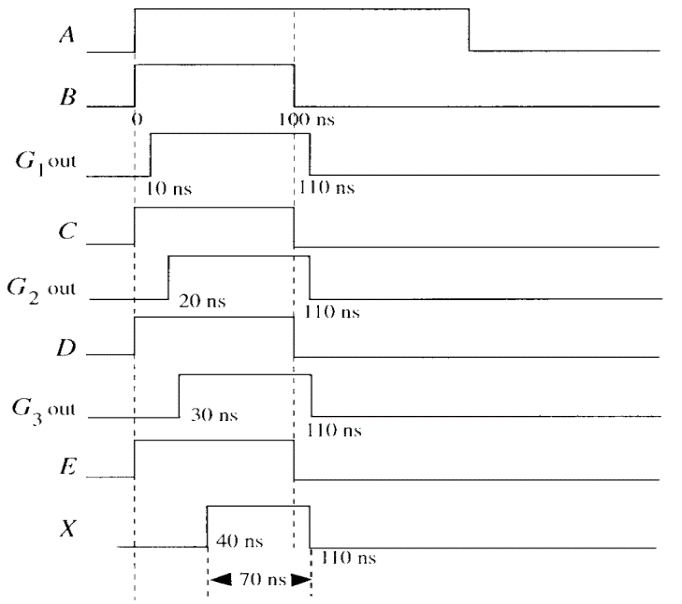 A
B
0
100 ns
G1 out
10 ns
110 ns
C
G2 out
20 ns
110 ns
D
G3 out
30 ns
110 ns
E
X
40 ns
110 ns
70 ns